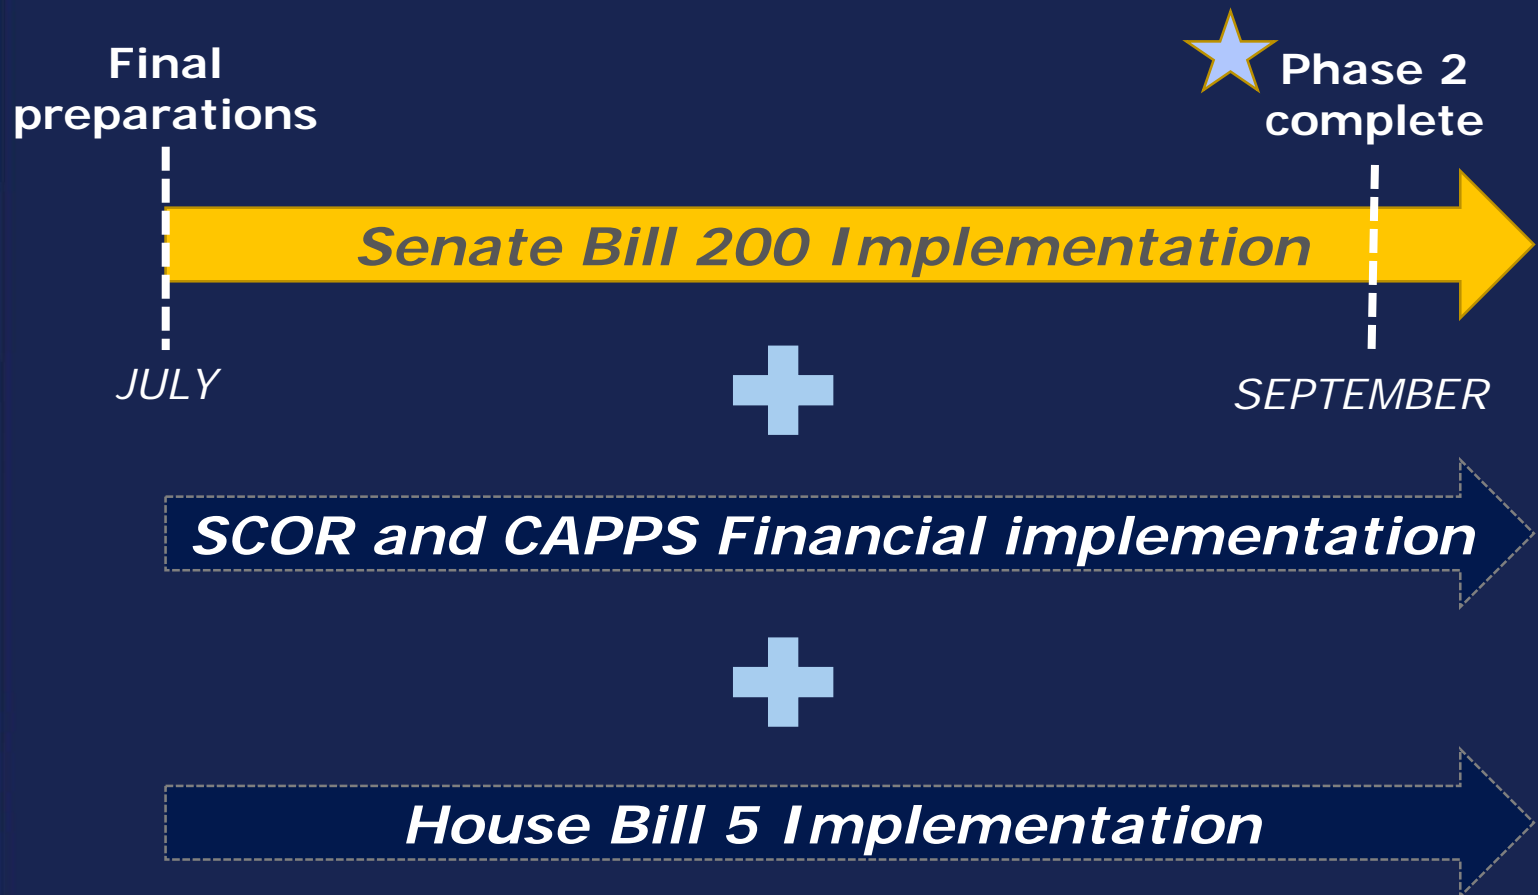 Final
preparations
Phase 2
complete
Senate Bill 200 Implementation
JULY
SEPTEMBER
SCOR and CAPPS Financial implementation
House Bill 5 Implementation